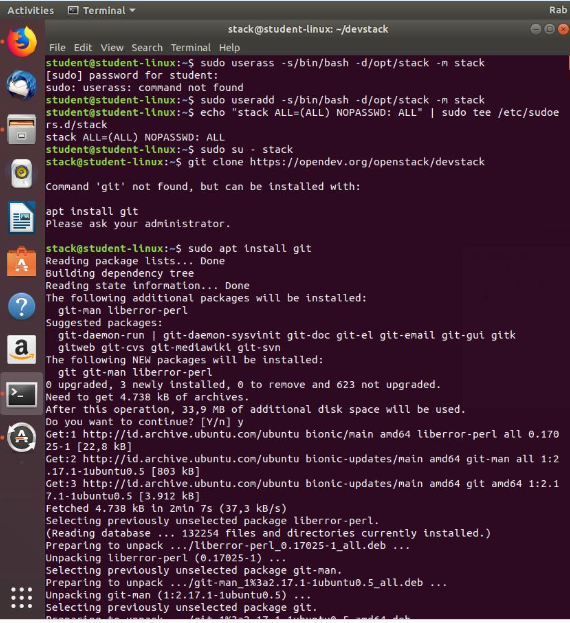 Activities Terminal Rab
stack@student-linux: ~/devstack
File Edit View Search Terminal Help
student@student-linux:~$ sudo userass -s/bin/bash -d/opt/stack -m stack
[sudo] password for student:
sudo: userass: command not found
student@student-linux:~$ sudo useradd -s/bin/bash -d/opt/stack -m stack
student@student-linux:~$ echo "stack ALL=(ALL) NOPASSWD: ALL" | sudo tee /etc/sudoe
rs.d/stack
stack ALL=(ALL) NOPASSWD: ALL
student@student-linux:~$ sudo su - stack
stack@student-linux:~$ git clone https://opendev.org/openstack/devstack
Command 'git' not found, but can be installed with:
apt install git
Please ask your administrator.
stack@student-linux:~$ sudo apt install git
Reading package lists... Done
Building dependency tree
Reading state information... Done
The following additional packages will be installed:
git-man liberror-perl
Suggested packages:
git-daemon-run | git-daemon-sysvinit git-doc git-el git-email git-gui gitk
gitweb git-cvs git-mediawiki git-svn
The following NEW packages will be installed:
git git-man liberror-perl
0 upgraded, 3 newly installed, 0 to remove and 623 not upgraded.
Need to get 4.738 kB of archives.
After this operation, 33,9 MB of additional disk space will be used.
Do you want to continue? [Y/n] y
Get:1 http://id.archive.ubuntu.com/ubuntu bionic/main amd64 liberror-perl all 0.170
25-1 [22,8 kB]
Get:2 http://id.archive.ubuntu.com/ubuntu bionic-updates/main amd64 git-man all 1:2
.17.1-1ubuntu0.5 [803 kB]
Get:3 http://id.archive.ubuntu.com/ubuntu bionic-updates/main amd64 git amd64 1:2.1
7.1-1ubuntu0.5 [3.912 kB]
Fetched 4.738 kB in 2min 7s (37,3 kB/s)
Selecting previously unselected package liberror-perl.
(Reading database ... 132254 files and directories currently installed.)
Preparing to unpack .../liberror-perl_0.17025-1_all.deb ...
Unpacking liberror-perl (0.17025-1) ...
Selecting previously unselected package git-man.
Preparing to unpack .../git-man_1%3a2.17.1-1ubuntu0.5_all.deb ...
Unpacking git-man (1:2.17.1-1ubuntu0.5) ...
Selecting previously unselected package git.
Preparing to unpack .../git_1%3a2.17.1-1ubuntu0.5_amd64.deb ...